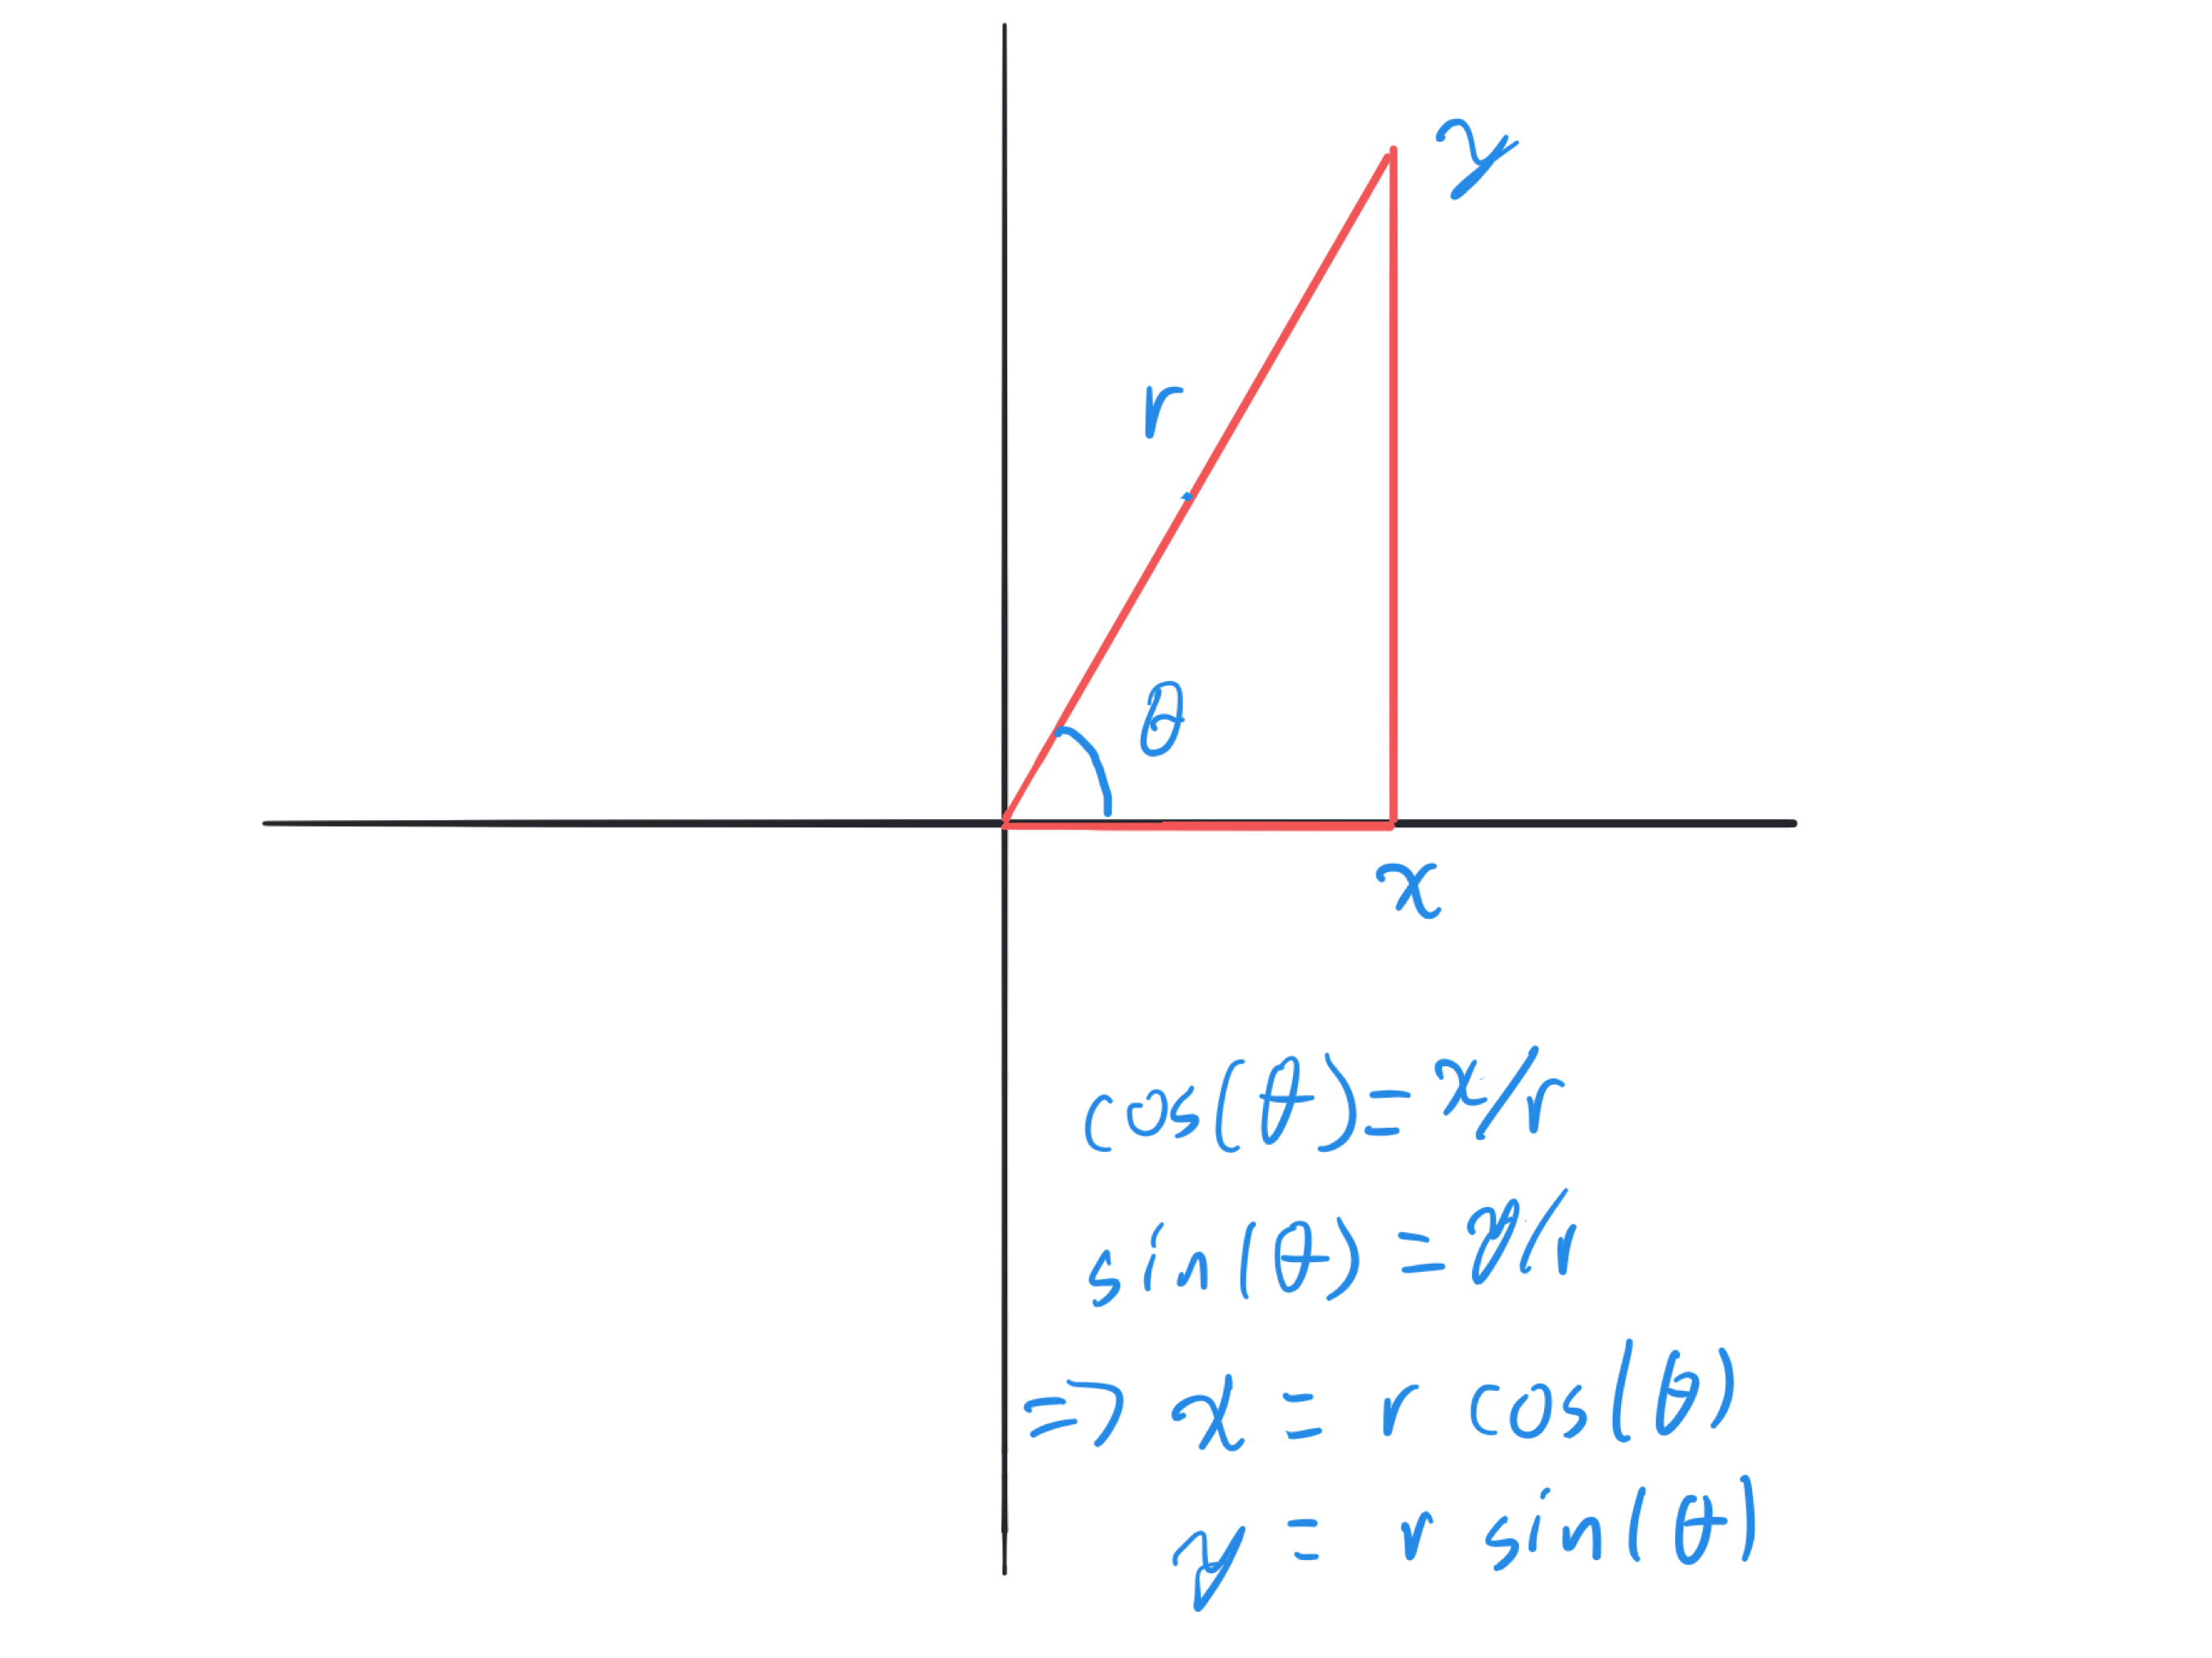 y
r
θ
x
cos(θ) = x/r
sin(θ) = y/r
=> x = r cos(θ)
y = r sin(θ)